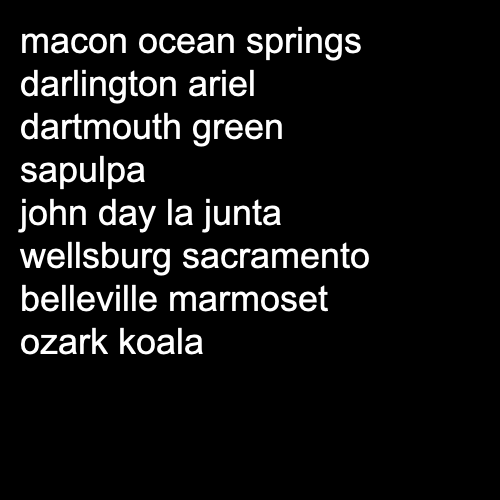 macon ocean springs
darlington ariel
dartmouth green
sapulpa
john day la junta
wellsburg sacramento
belleville marmoset
ozark koala